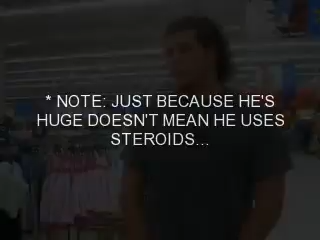 * NOTE: JUST BECAUSE HE'S
HUGE DOESN'T MEAN HE USES
STEROIDS...